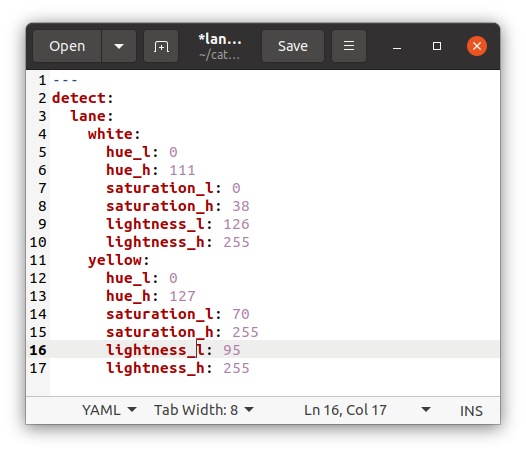 Open *lan... Save
~/cat...
1 ---
2 detect:
3   lane:
4     white:
5       hue_l: 0
6       hue_h: 111
7       saturation_l: 0
8       saturation_h: 38
9       lightness_l: 126
10       lightness_h: 255
11     yellow:
12       hue_l: 0
13       hue_h: 127
14       saturation_l: 70
15       saturation_h: 255
16       lightness_l: 95
17       lightness_h: 255
YAML Tab Width: 8 Ln 16, Col 17 INS